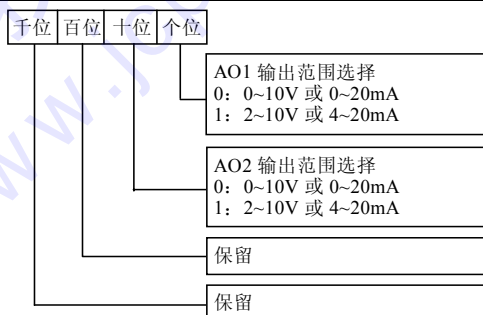 千位 百位 十位 个位
AO1 输出范围选择
0：0~10V 或 0~20mA
1：2~10V 或 4~20mA
AO2 输出范围选择
0：0~10V 或 0~20mA
1：2~10V 或 4~20mA
保留
保留